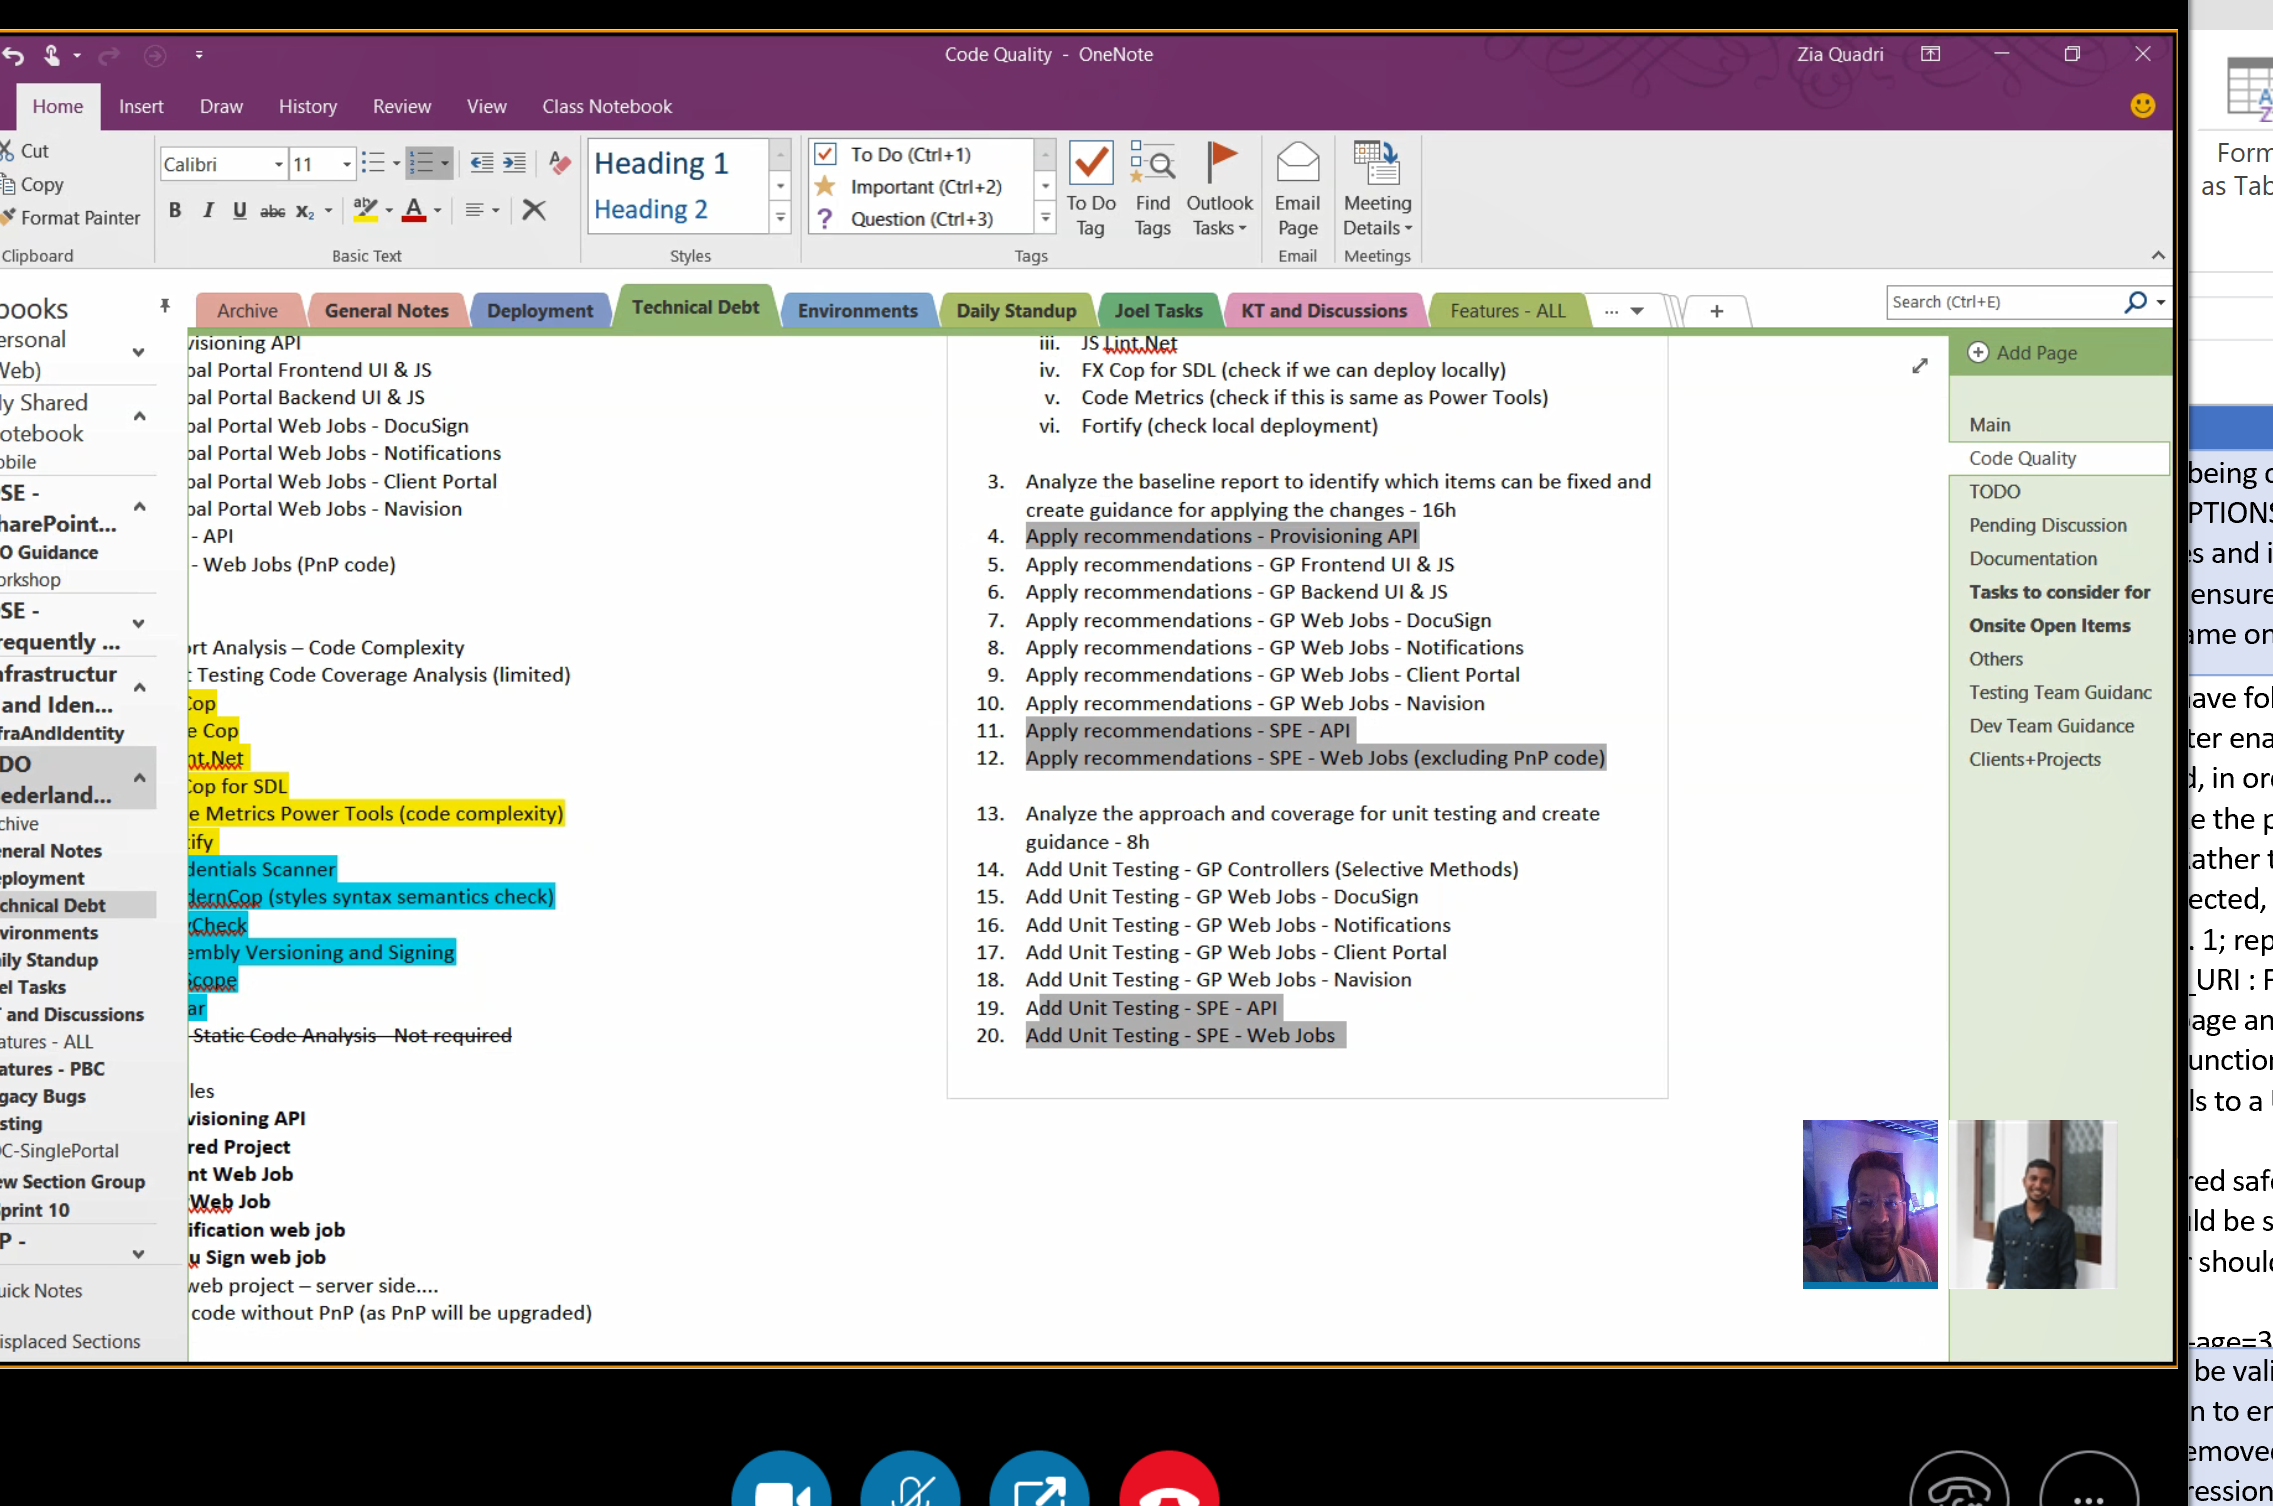 Code Quality - OneNote
Zia Quadri
Home Insert Draw History Review View Class Notebook
Cut
Copy
Format Painter
Clipboard
Calibri 11
B I U abc x₂ A
Basic Text
Heading 1
Heading 2
Styles
To Do (Ctrl+1)
Important (Ctrl+2)
Question (Ctrl+3)
Tags
To Do
Tag
Find
Tags
Outlook
Tasks
Email
Page
Email
Meeting
Details
Meetings
Form
as Tab
books
ersonal
Web)
y Shared
otebook
obile
SE -
harePoint...
O Guidance
orkshop
SE -
requently ...
nfrastructur
and Iden...
fraAndIdentity
DO
ederland...
chive
eneral Notes
eployment
chnical Debt
vironments
aily Standup
el Tasks
T and Discussions
atures - ALL
atures - PBC
gacy Bugs
sting
C-SinglePortal
ew Section Group
print 10
P -
uick Notes
isplaced Sections
Archive General Notes Deployment Technical Debt Environments Daily Standup Joel Tasks KT and Discussions Features - ALL ... +
Search (Ctrl+E)
visioning API
bal Portal Frontend UI & JS
bal Portal Backend UI & JS
bal Portal Web Jobs - DocuSign
bal Portal Web Jobs - Notifications
bal Portal Web Jobs - Client Portal
bal Portal Web Jobs - Navision
- API
- Web Jobs (PnP code)
rt Analysis – Code Complexity
t Testing Code Coverage Analysis (limited)
Cop
e Cop
nt.Net
Cop for SDL
e Metrics Power Tools (code complexity)
ify
dentials Scanner
dernCop (styles syntax semantics check)
yCheck
embly Versioning and Signing
Scope
ar
- Static Code Analysis - Not required
les
visioning API
red Project
nt Web Job
Web Job
ification web job
u Sign web job
web project – server side....
code without PnP (as PnP will be upgraded)
iii. JS Lint.Net
iv. FX Cop for SDL (check if we can deploy locally)
v. Code Metrics (check if this is same as Power Tools)
vi. Fortify (check local deployment)
3. Analyze the baseline report to identify which items can be fixed and
create guidance for applying the changes - 16h
4. Apply recommendations - Provisioning API
5. Apply recommendations - GP Frontend UI & JS
6. Apply recommendations - GP Backend UI & JS
7. Apply recommendations - GP Web Jobs - DocuSign
8. Apply recommendations - GP Web Jobs - Notifications
9. Apply recommendations - GP Web Jobs - Client Portal
10. Apply recommendations - GP Web Jobs - Navision
11. Apply recommendations - SPE - API
12. Apply recommendations - SPE - Web Jobs (excluding PnP code)
13. Analyze the approach and coverage for unit testing and create
guidance - 8h
14. Add Unit Testing - GP Controllers (Selective Methods)
15. Add Unit Testing - GP Web Jobs - DocuSign
16. Add Unit Testing - GP Web Jobs - Notifications
17. Add Unit Testing - GP Web Jobs - Client Portal
18. Add Unit Testing - GP Web Jobs - Navision
19. Add Unit Testing - SPE - API
20. Add Unit Testing - SPE - Web Jobs
Add Page
Main
Code Quality
TODO
Pending Discussion
Documentation
Tasks to consider for
Onsite Open Items
Others
Testing Team Guidanc
Dev Team Guidance
Clients+Projects
being
PTIONS
es and i
ensure
ame on
ave fol
ter ena
d, in or
e the p
ather t
ected,
. 1; rep
_URI : F
age an
unction
ls to a
red saf
ld be s
should
-age=3
be vali
n to en
emove
ression